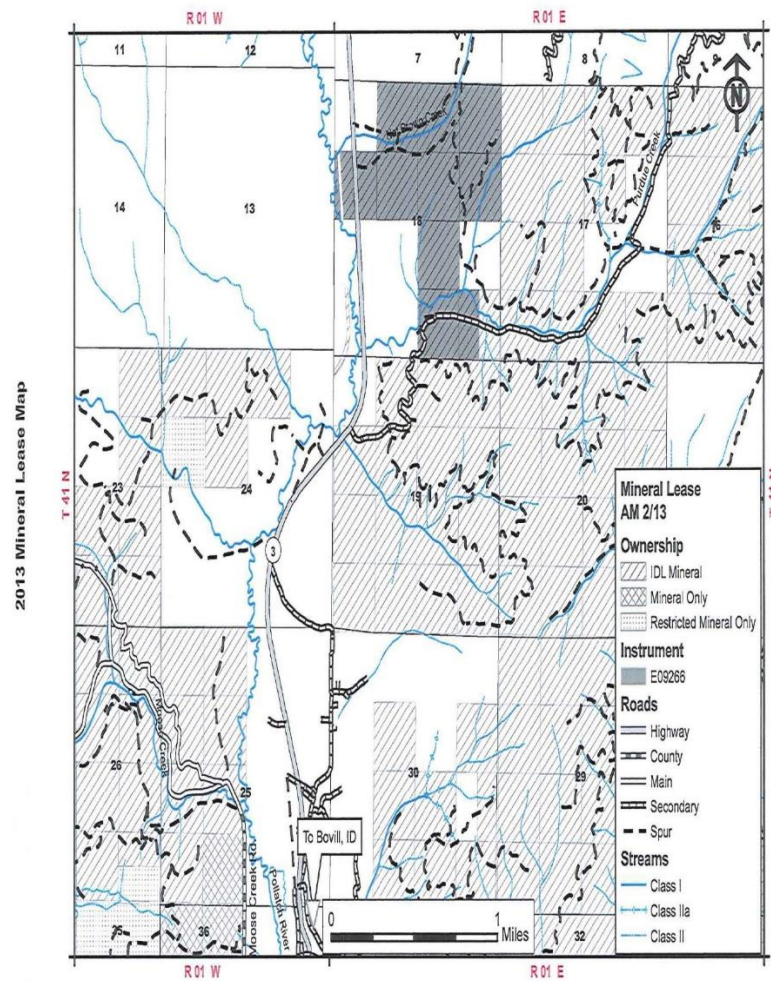 R 01 W
R 01 E
11
12
7
8
9
N
14
13
18
17
16
Purdue Creek
2013 Mineral Lease Map
T 41 N
23
24
19
20
3
Moose Creek
26
25
30
29
To Bovill, ID
Moose Creek Rd.
Potlatch River
35
36
32
0
1
Miles
Mineral Lease
AM 2/13
Ownership
IDL Mineral
Mineral Only
Restricted Mineral Only
Instrument
E09266
Roads
Highway
County
Main
Secondary
Spur
Streams
Class I
Class IIa
Class II
R 01 W
R 01 E